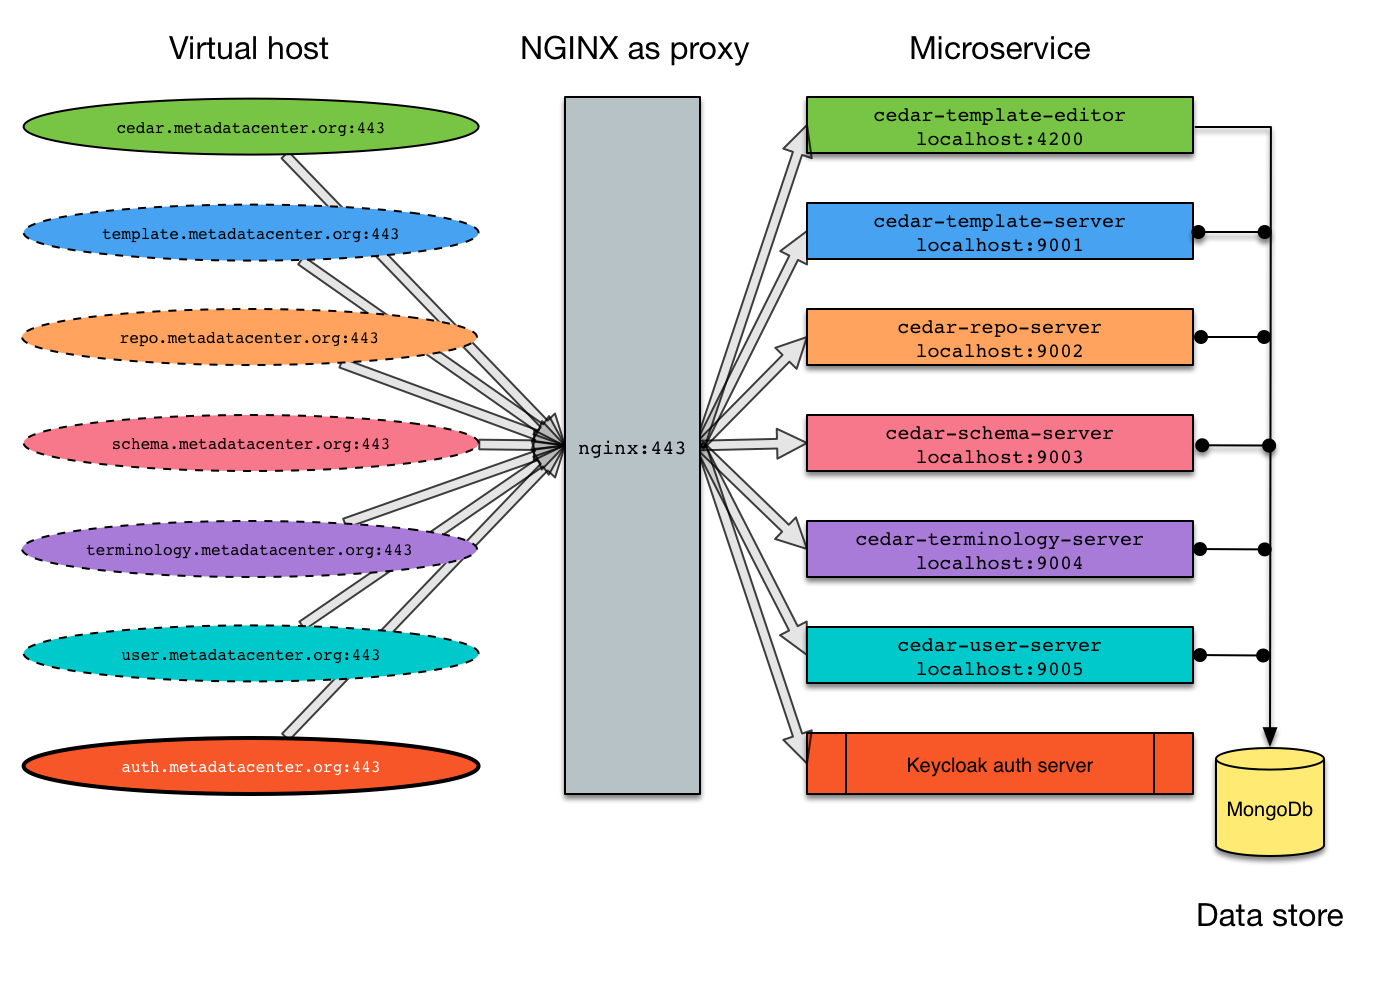 Virtual host
NGINX as proxy
Microservice
cedar.metadatacenter.org:443
template.metadatacenter.org:443
repo.metadatacenter.org:443
schema.metadatacenter.org:443
terminology.metadatacenter.org:443
user.metadatacenter.org:443
auth.metadatacenter.org:443
nginx:443
cedar-template-editor
localhost:4200
cedar-template-server
localhost:9001
cedar-repo-server
localhost:9002
cedar-schema-server
localhost:9003
cedar-terminology-server
localhost:9004
cedar-user-server
localhost:9005
Keycloak auth server
MongoDb
Data store